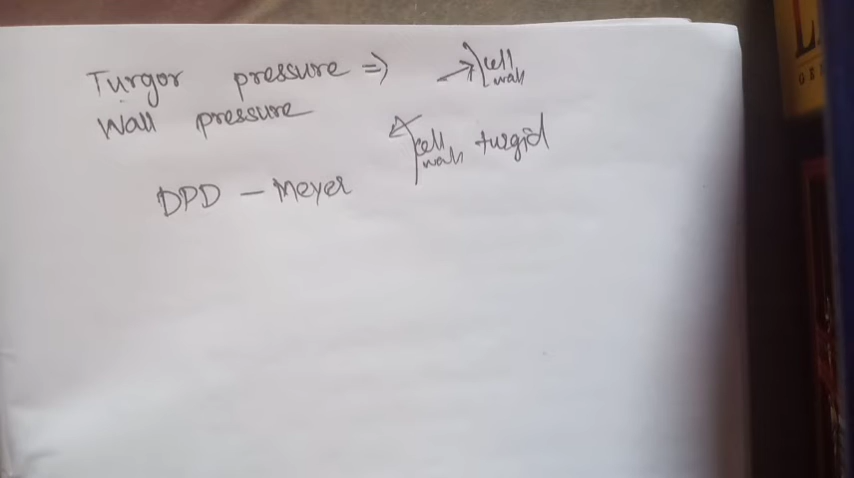 Turgor pressure ⇒ → cell wall
Wall pressure ← cell wall turgid
DPD - Meyer